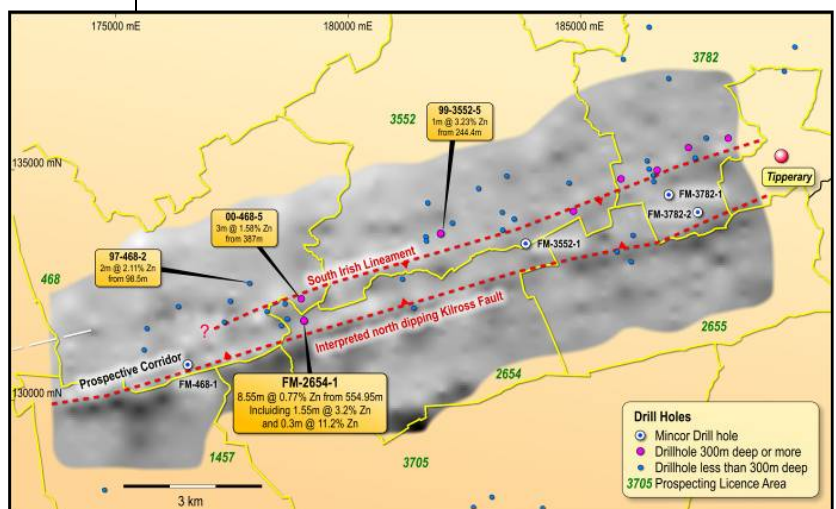 175000 mE
180000 mE
185000 mE
3782
99-3552-5
1m @ 3.23% Zn
from 244.4m
3552
135000 mN
Tipperary
FM-3782-1
FM-3782-2
00-468-5
3m @ 1.58% Zn
from 387m
FM-3552-1
97-468-2
2m @ 2.11% Zn
from 98.5m
South Irish Lineament
468
?
Interpreted north dipping Kilross Fault
2655
Prospective Corridor
FM-468-1
2654
FM-2654-1
8.55m @ 0.77% Zn from 554.95m
Including 1.55m @ 3.2% Zn
and 0.3m @ 11.2% Zn
130000 mN
1457
3705
3 km
Drill Holes
Mincor Drill hole
Drillhole 300m deep or more
Drillhole less than 300m deep
3705 Prospecting Licence Area